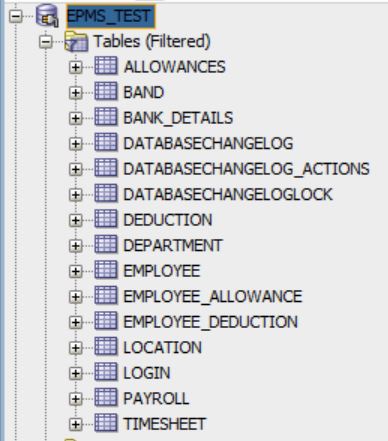 EPMS_TEST
Tables (Filtered)
ALLOWANCES
BAND
BANK_DETAILS
DATABASECHANGELOG
DATABASECHANGELOG_ACTIONS
DATABASECHANGELOGLOCK
DEDUCTION
DEPARTMENT
EMPLOYEE
EMPLOYEE_ALLOWANCE
EMPLOYEE_DEDUCTION
LOCATION
LOGIN
PAYROLL
TIMESHEET